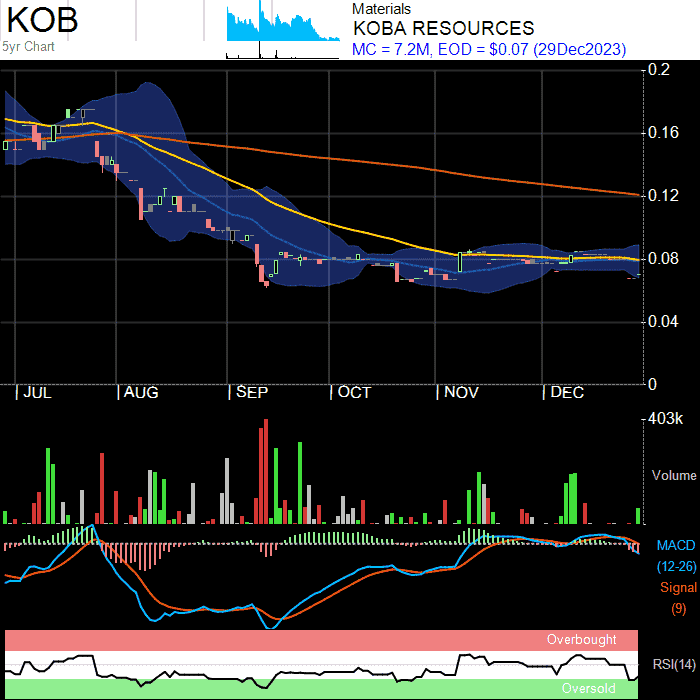 KOB
5yr Chart
Materials
KOBA RESOURCES
MC = 7.2M, EOD = $0.07 (29Dec2023)
0.2
0.16
0.12
0.08
0.04
0
JUL AUG SEP OCT NOV DEC
403k
Volume
MACD
(12-26)
Signal
(9)
Overbought
RSI(14)
Oversold